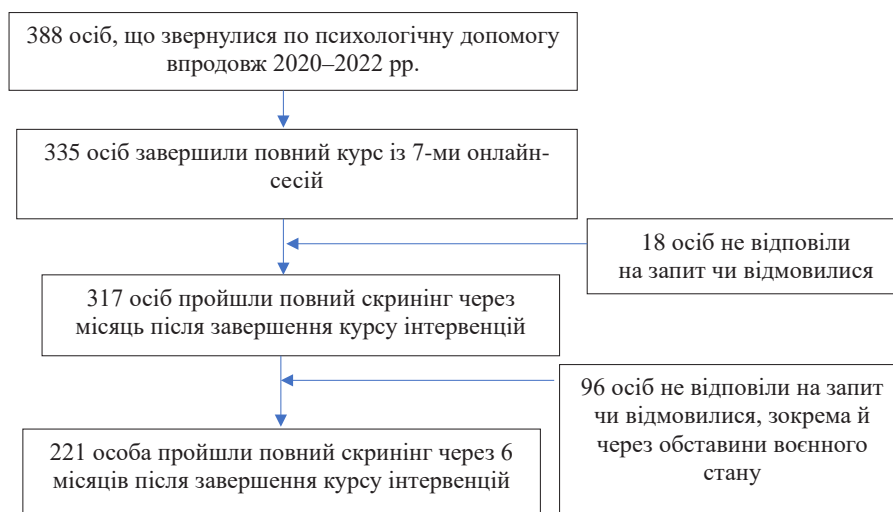 388 осіб, що звернулися по психологічну допомогу
впродовж 2020–2022 рр.
335 осіб завершили повний курс із 7-ми онлайн-
сесій
18 осіб не відповіли
на запит чи відмовилися
317 осіб пройшли повний скринінг через
місяць після завершення курсу інтервенцій
96 осіб не відповіли на запит
чи відмовилися, зокрема й
через обставини воєнного
стану
221 особа пройшли повний скринінг через 6
місяців після завершення курсу інтервенцій